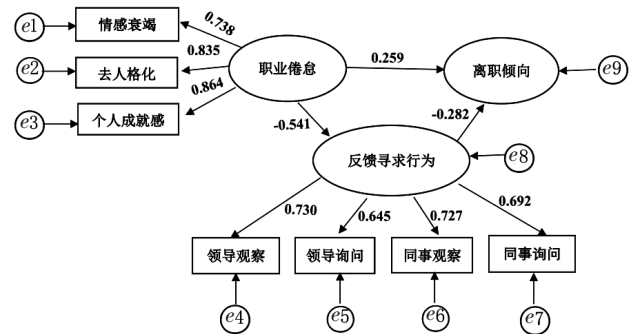 e1
情感衰竭
0.738
e2
去人格化
0.835
职业倦怠
0.259
离职倾向
e9
0.864
e3
个人成就感
-0.541
-0.282
反馈寻求行为
e8
0.730
0.645
0.727
0.692
领导观察
领导询问
同事观察
同事询问
e4
e5
e6
e7